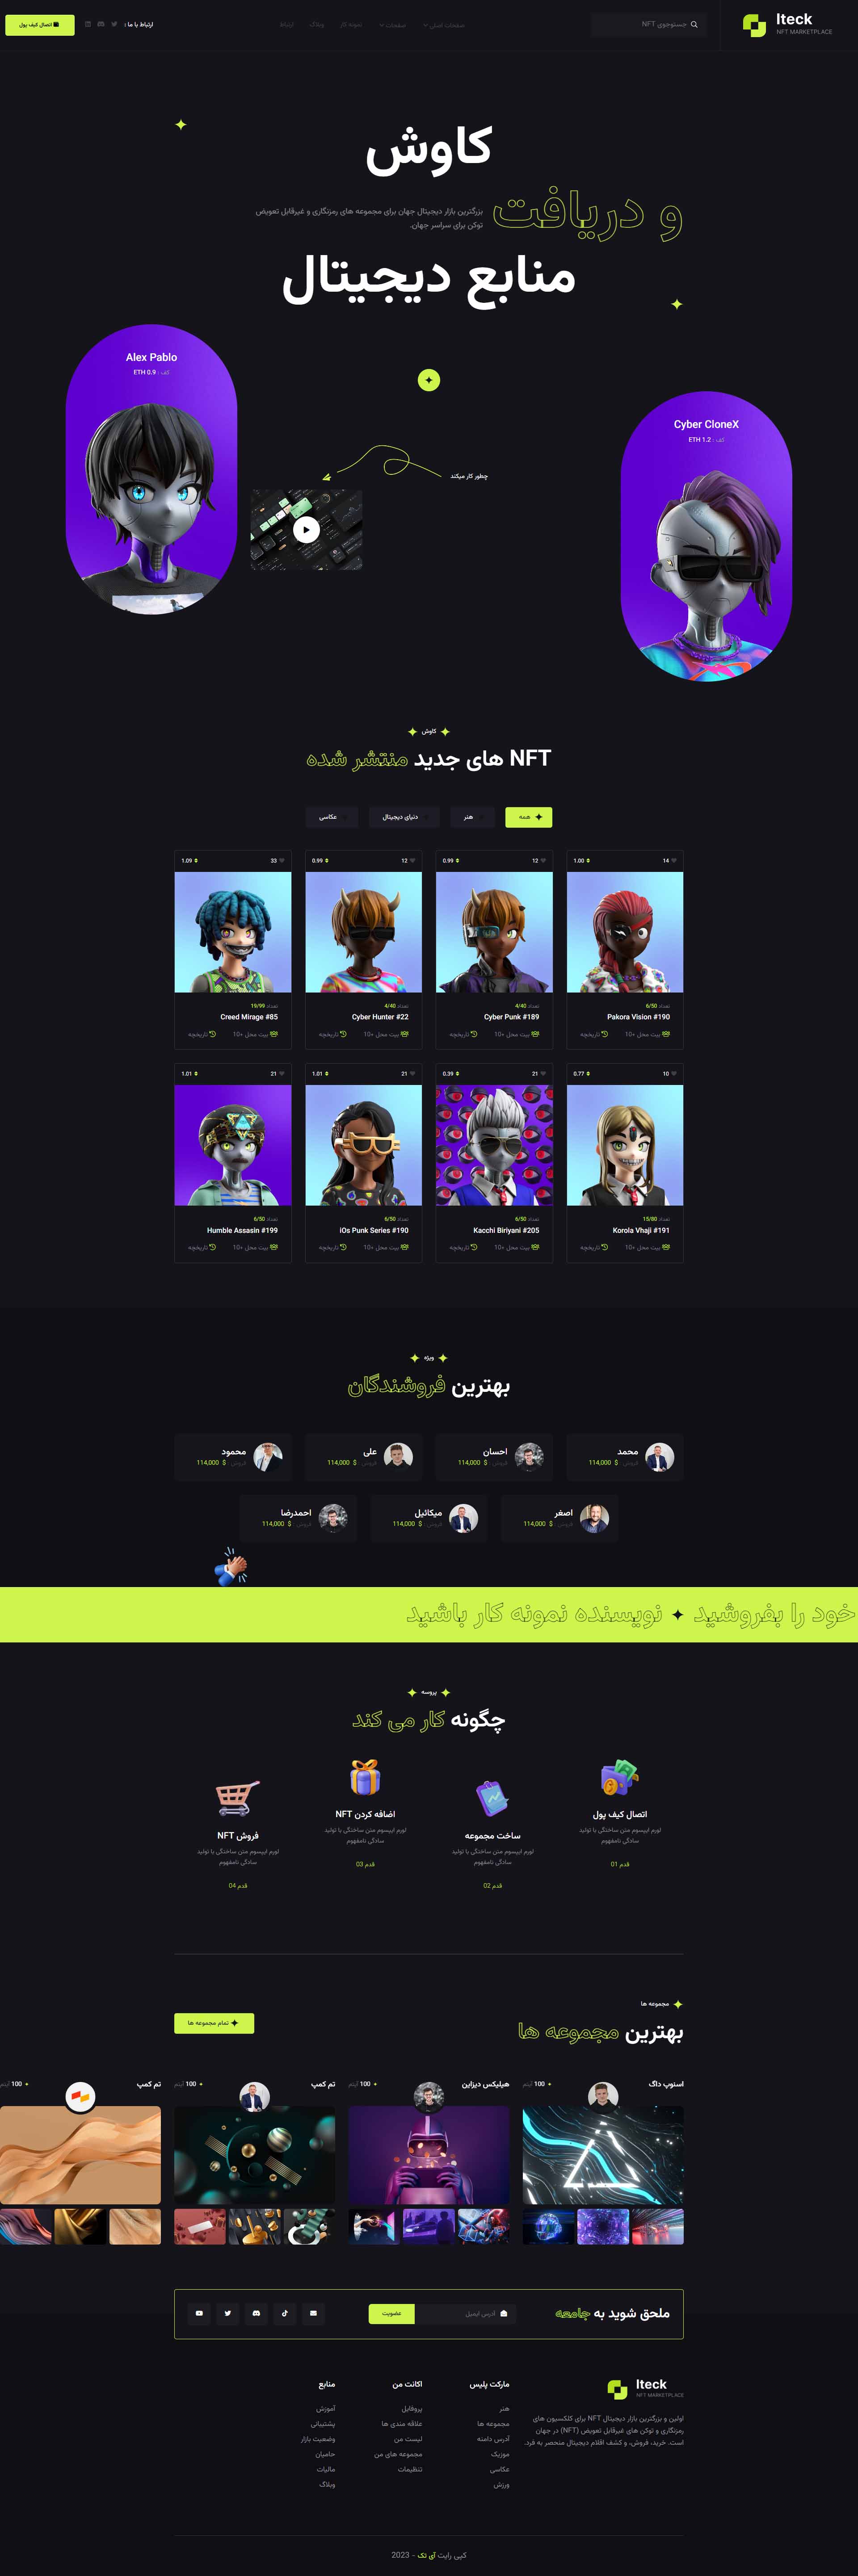 Iteck
NFT MARKETPLACE
جستجوی NFT
صفحات اصلی
صفحات
نمونه کار
وبلاگ
ارتباط
ارتباط با ما :
اتصال کیف پول
کاوش
و دریافت
بزرگترین بازار دیجیتال جهان برای مجموعه های رمزنگاری و غیرقابل تعویض
توکن برای سراسر جهان.
منابع دیجیتال
Alex Pablo
کف : 0.9 ETH
Cyber CloneX
کف : 1.2 ETH
چطور کار میکند
کاوش
NFT های جدید منتشر شده
همه
هنر
دنیای دیجیتال
عکاسی
14 1.00
12 0.99
12 0.99
33 1.09
تعداد 6/50
تعداد 4/40
تعداد 4/40
تعداد 19/99
Pakora Vision #190
Cyber Punk #189
Cyber Hunter #22
Creed Mirage #85
بیت محل +10 تاریخچه
بیت محل +10 تاریخچه
بیت محل +10 تاریخچه
بیت محل +10 تاریخچه
10 0.77
21 0.39
21 1.01
21 1.01
تعداد 15/80
تعداد 6/50
تعداد 6/50
تعداد 6/50
Korola Vhaji #191
Kacchi Biriyani #205
iOs Punk Series #190
Humble Assasin #199
بیت محل +10 تاریخچه
بیت محل +10 تاریخچه
بیت محل +10 تاریخچه
بیت محل +10 تاریخچه
ویژه
بهترین فروشندگان
محمد
فروش : $ 114,000
احسان
فروش : $ 114,000
علی
فروش : $ 114,000
محمود
فروش : $ 114,000
اصغر
فروش : $ 114,000
میکائیل
فروش : $ 114,000
احمدرضا
فروش : $ 114,000
خود را بفروشید نویسنده نمونه کار باشید
پروسه
چگونه کار می کند
اتصال کیف پول
لورم ایپسوم متن ساختگی با تولید
سادگی نامفهوم
قدم 01
ساخت مجموعه
لورم ایپسوم متن ساختگی با تولید
سادگی نامفهوم
قدم 02
اضافه کردن NFT
لورم ایپسوم متن ساختگی با تولید
سادگی نامفهوم
قدم 03
فروش NFT
لورم ایپسوم متن ساختگی با تولید
سادگی نامفهوم
قدم 04
مجموعه ها
بهترین مجموعه ها
تمام مجموعه ها
اسنوپ داگ
100 آیتم
هیلیکس دیزاین
100 آیتم
تم کمپ
100 آیتم
تم کمپ
100 آیتم
ملحق شوید به جامعه
آدرس ایمیل
عضویت
Iteck
NFT MARKETPLACE
اولین و بزرگترین بازار دیجیتال NFT برای کلکسیون های
رمزنگاری و توکن های غیرقابل تعویض (NFT) در جهان
است. خرید، فروش، و کشف اقلام دیجیتال منحصر به فرد.
مارکت پلیس
هنر
مجموعه ها
آدرس دامنه
موزیک
عکاسی
ورزش
اکانت من
پروفایل
علاقه مندی ها
لیست من
مجموعه های من
تنظیمات
منابع
آموزش
پشتیبانی
وضعیت بازار
حامیان
مالیات
وبلاگ
کپی رایت آی تک - 2023